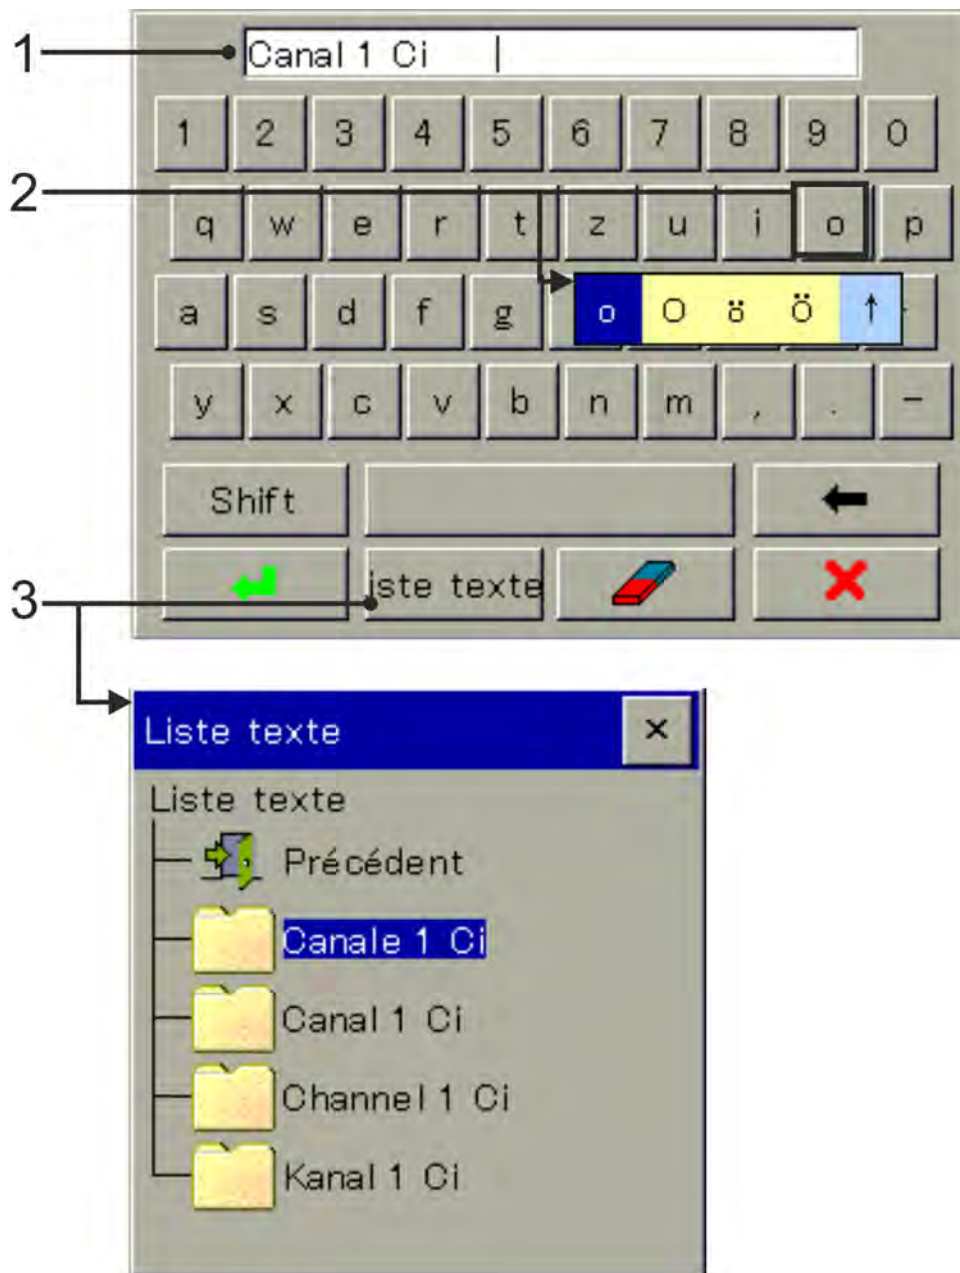 1
Canal 1 Ci
1 2 3 4 5 6 7 8 9 0
2
q w e r t z u i o p
a s d f g
o O ö Ö ↑
y x c v b n m , . -
Shift
iste texte
3
Liste texte
Liste texte
Précédent
Canale 1 Ci
Canal 1 Ci
Channel 1 Ci
Kanal 1 Ci